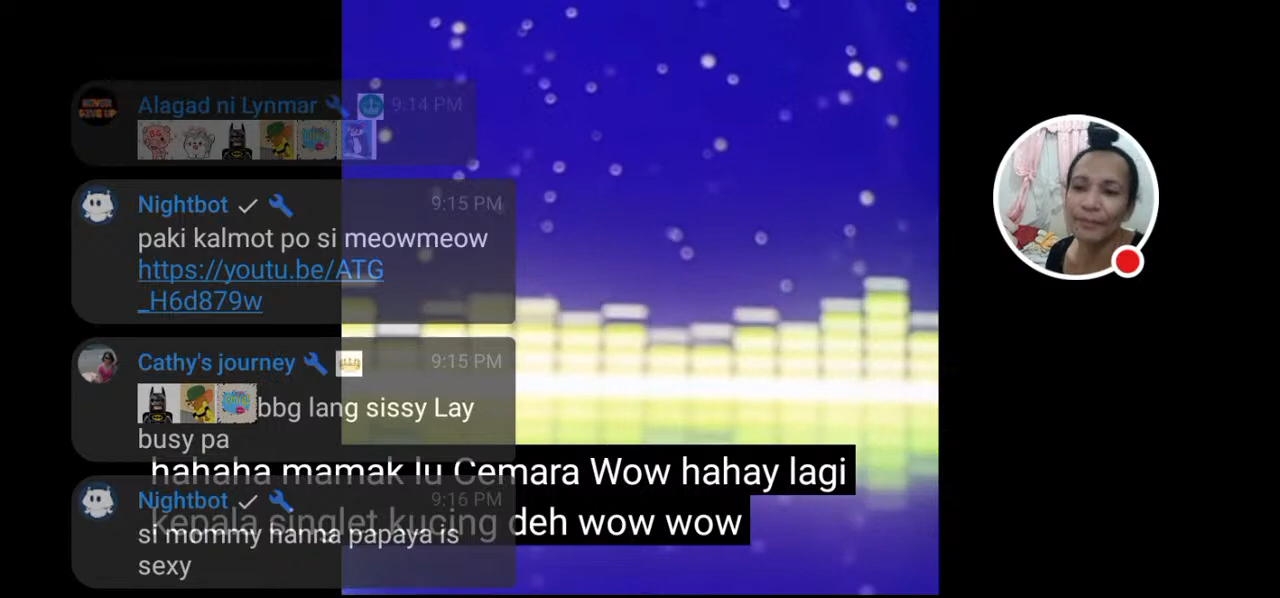 Alagad ni Lynmar 9:14 PM
Nightbot 9:15 PM
paki kalmot po si meowmeow
https://youtu.be/ATG
_H6d879w
Cathy's journey 9:15 PM
bbg lang sissy Lay
busy pa
hahaha mamak lu Cemara Wow hahay lagi
Nightbot 9:16 PM
kepala singlet kucing deh wow wow
si mommy hanna papaya is
sexy